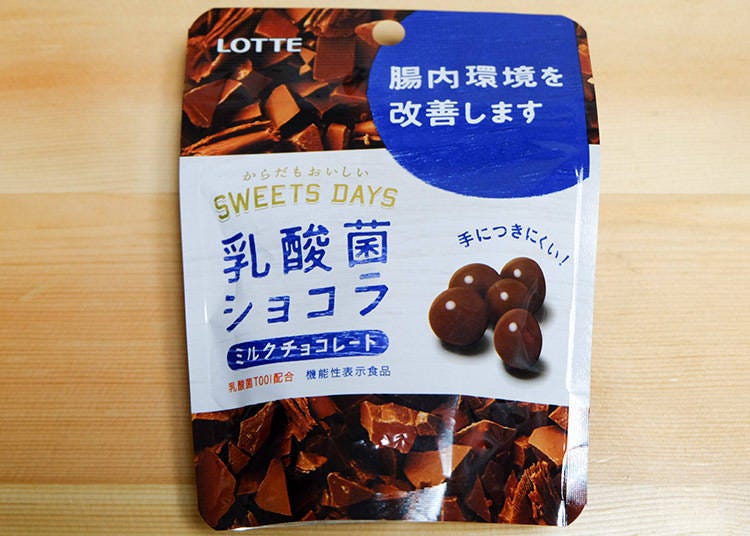 LOTTE
腸内環境を
改善します
からだもおいしい
SWEETS DAYS
乳酸菌
ショコラ
手につきにくい!
ミルクチョコレート
乳酸菌T001配合 機能性表示食品